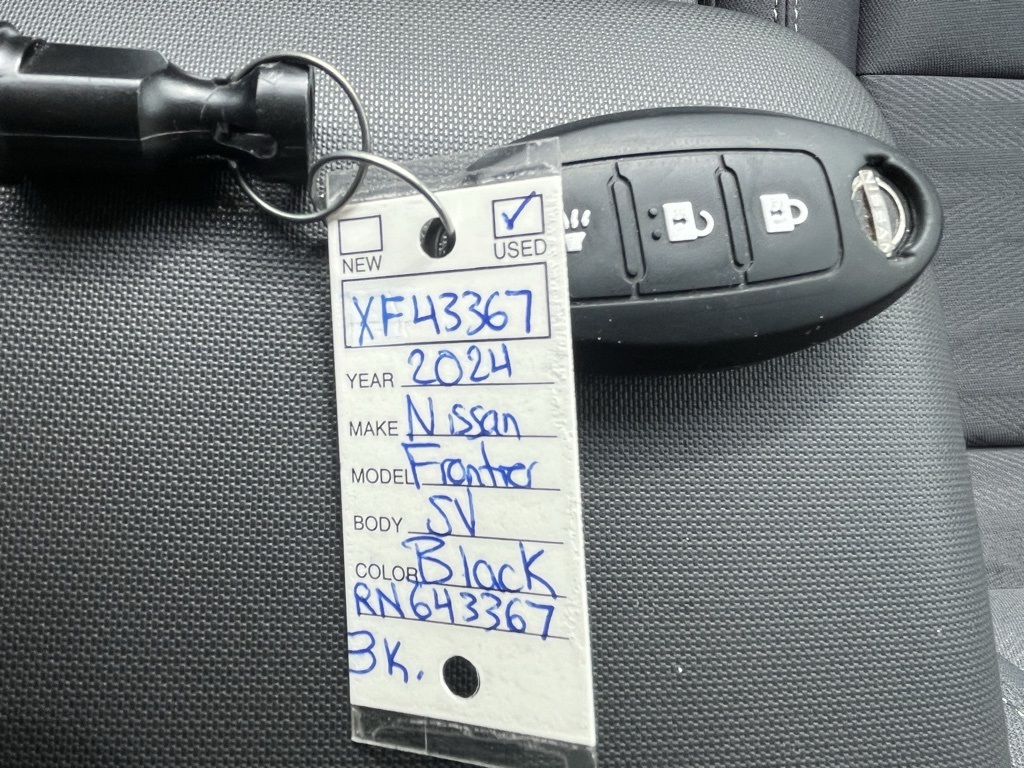 NEW USED
XF43367
YEAR 2024
MAKE Nissan
MODEL Frontier
BODY SV
COLOR Black
RN643367
3K.